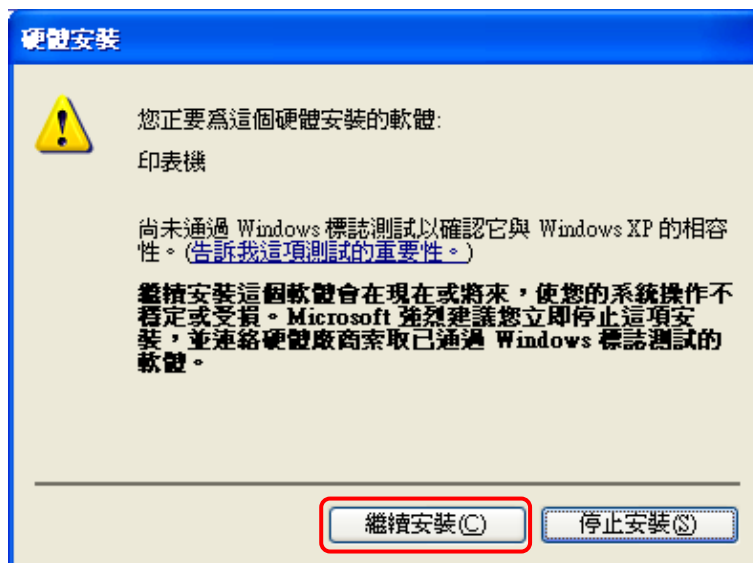 硬體安裝
您正要為這個硬體安裝的軟體:
印表機
尚未通過 Windows 標誌測試以確認它與 Windows XP 的相容
性。(告訴我這項測試的重要性。)
繼續安裝這個軟體會在現在或將來，使您的系統操作不
穩定或受損。Microsoft 強烈建議您立即停止這項安
裝，並連絡硬體廠商索取已通過 Windows 標誌測試的
軟體。
繼續安裝(C)
停止安裝(S)